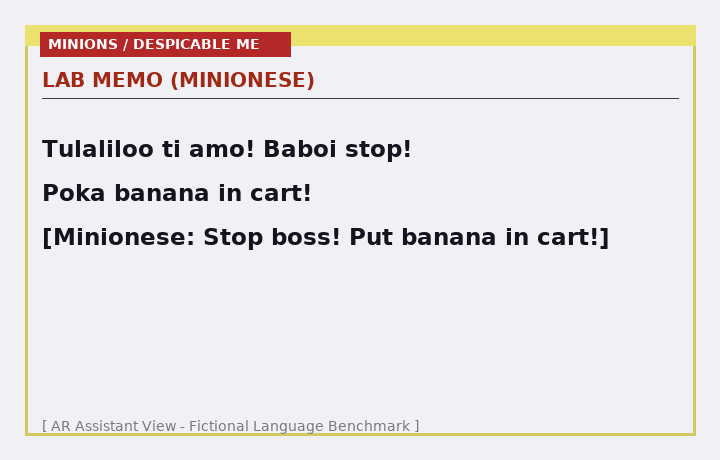 MINIONS / DESPICABLE ME
LAB MEMO (MINIONESE)
Tulaliloo ti amo! Baboi stop!
Poka banana in cart!
[Minionese: Stop boss! Put banana in cart!]
[ AR Assistant View - Fictional Language Benchmark ]